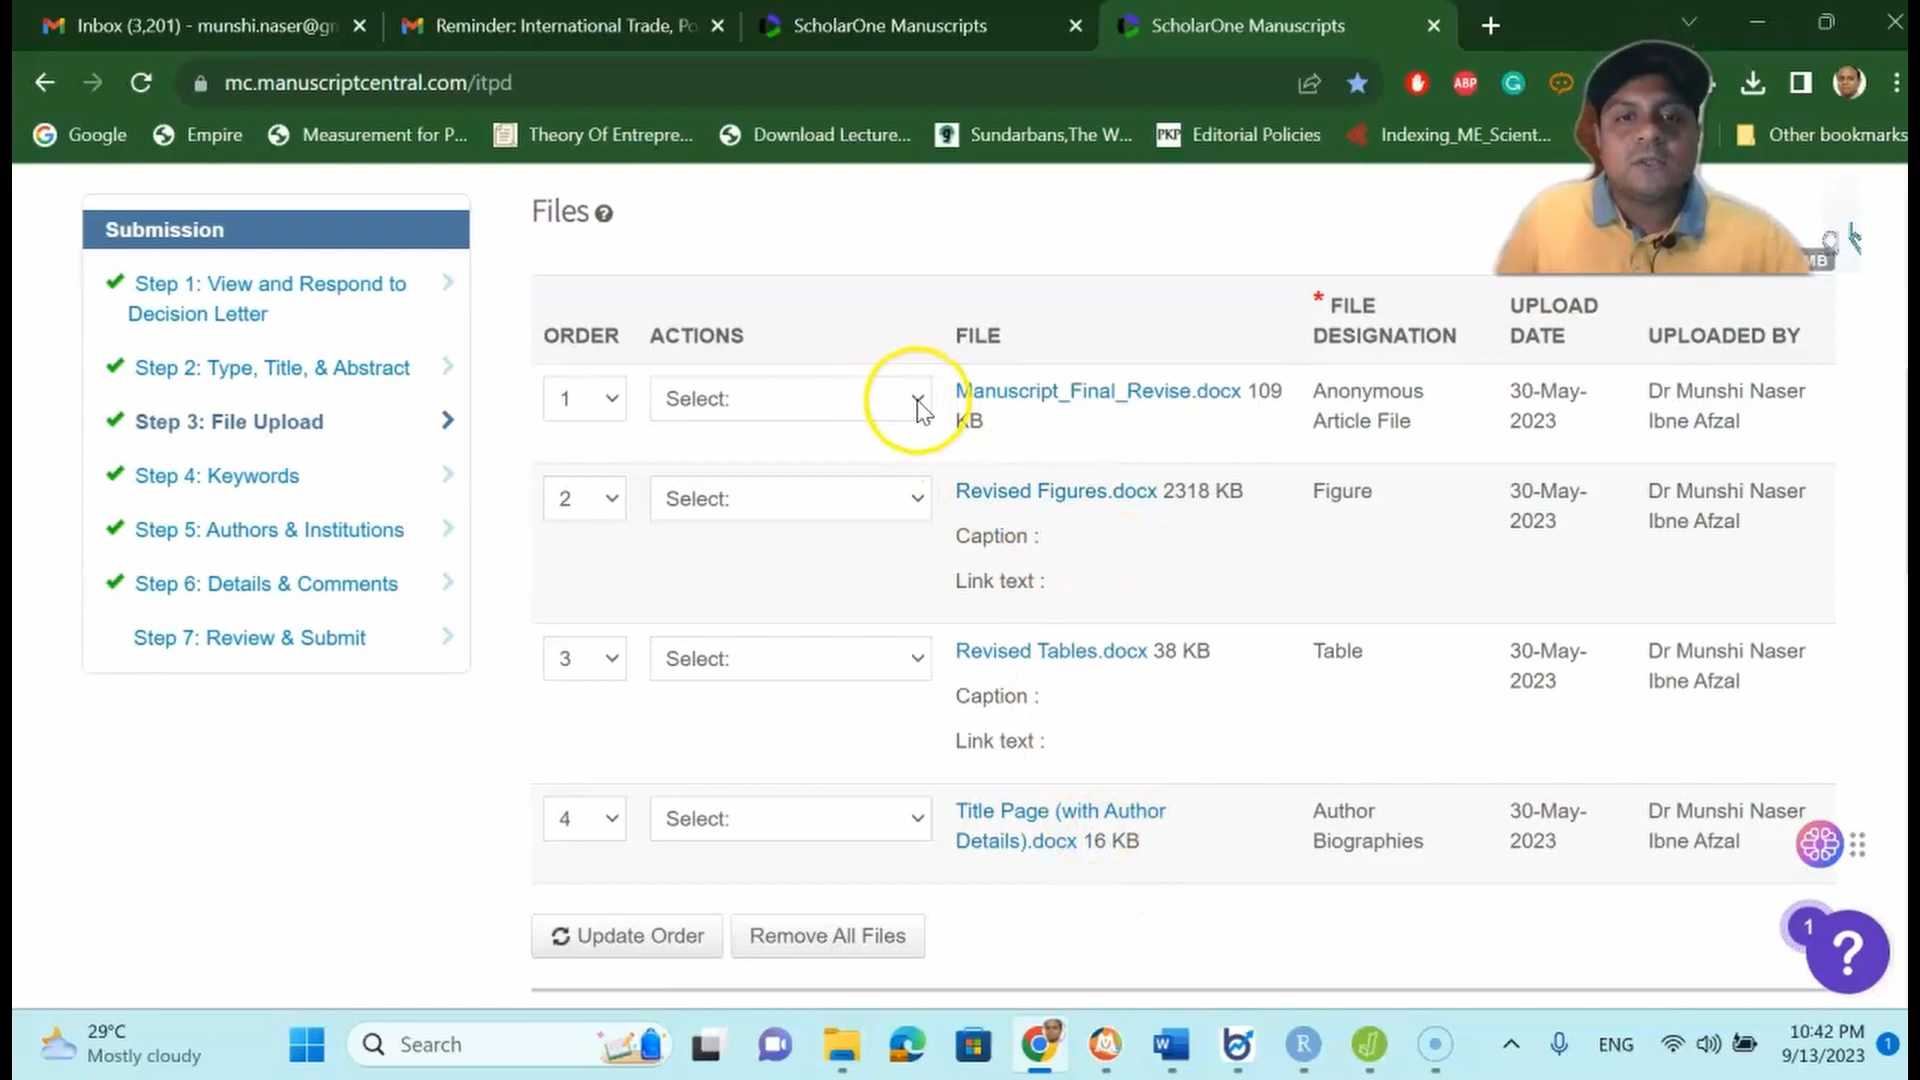 Inbox (3,201) - munshi.naser@gr
Reminder: International Trade, Po
ScholarOne Manuscripts
ScholarOne Manuscripts
mc.manuscriptcentral.com/itpd
ABP
Google
Empire
Measurement for P...
Theory Of Entrepre...
Download Lecture...
Sundarbans,The W...
PKP
Editorial Policies
Indexing_ME_Scient...
Other bookmarks
Submission
Step 1: View and Respond to
Decision Letter
Step 2: Type, Title, & Abstract
Step 3: File Upload
Step 4: Keywords
Step 5: Authors & Institutions
Step 6: Details & Comments
Step 7: Review & Submit
Files
MB
ORDER
ACTIONS
FILE
* FILE
DESIGNATION
UPLOAD
DATE
UPLOADED BY
1
Select:
Manuscript_Final_Revise.docx 109
KB
Anonymous
Article File
30-May-
2023
Dr Munshi Naser
Ibne Afzal
2
Select:
Revised Figures.docx 2318 KB
Caption :
Link text :
Figure
30-May-
2023
Dr Munshi Naser
Ibne Afzal
3
Select:
Revised Tables.docx 38 KB
Caption :
Link text :
Table
30-May-
2023
Dr Munshi Naser
Ibne Afzal
4
Select:
Title Page (with Author
Details).docx 16 KB
Author
Biographies
30-May-
2023
Dr Munshi Naser
Ibne Afzal
Update Order
Remove All Files
1
?
29°C
Mostly cloudy
Search
R
ENG
10:42 PM
9/13/2023
1